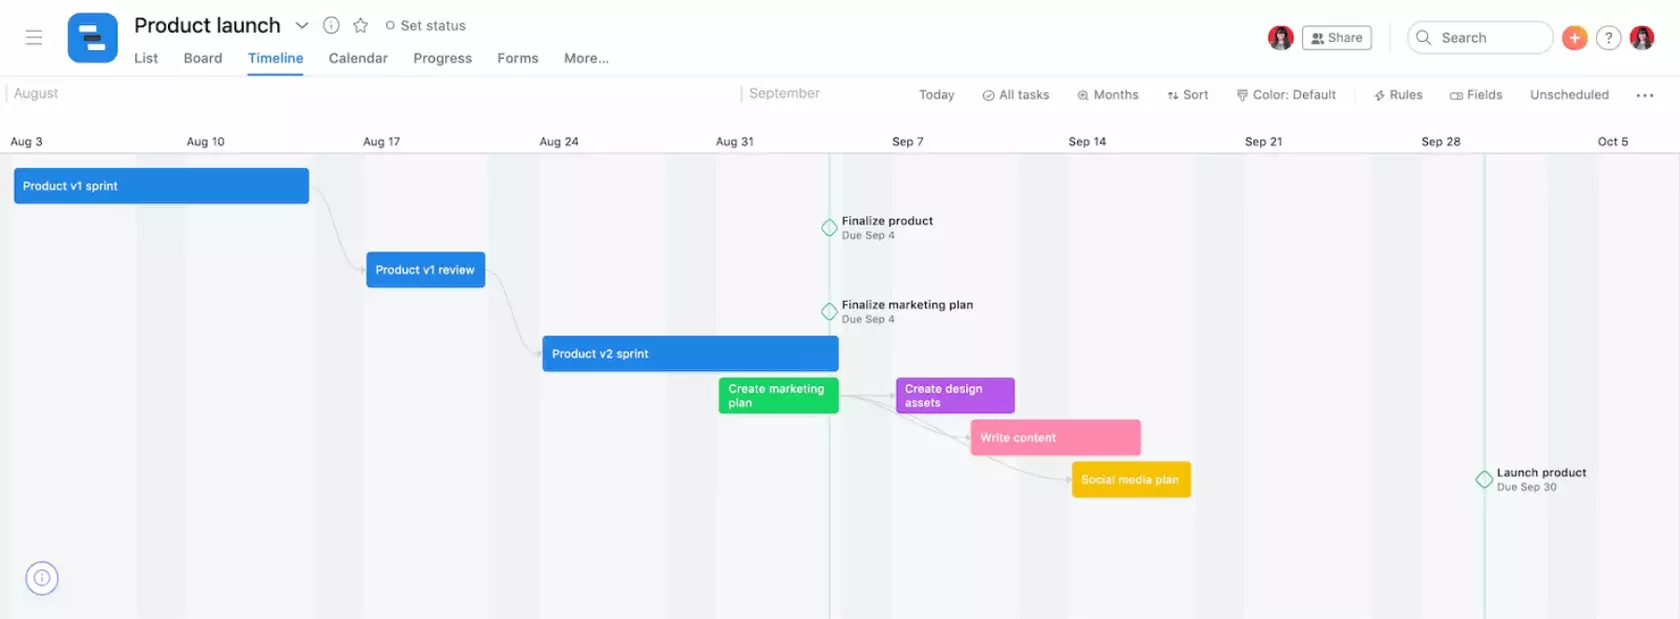 Product launch
Set status
Share
Search
?
List Board Timeline Calendar Progress Forms More...
August
September
Today All tasks Months Sort Color: Default Rules Fields Unscheduled
Aug 3 Aug 10 Aug 17 Aug 24 Aug 31 Sep 7 Sep 14 Sep 21 Sep 28 Oct 5
Product v1 sprint
Finalize product
Due Sep 4
Product v1 review
Finalize marketing plan
Due Sep 4
Product v2 sprint
Create marketing
plan
Create design
assets
Write content
Social media plan
Launch product
Due Sep 30